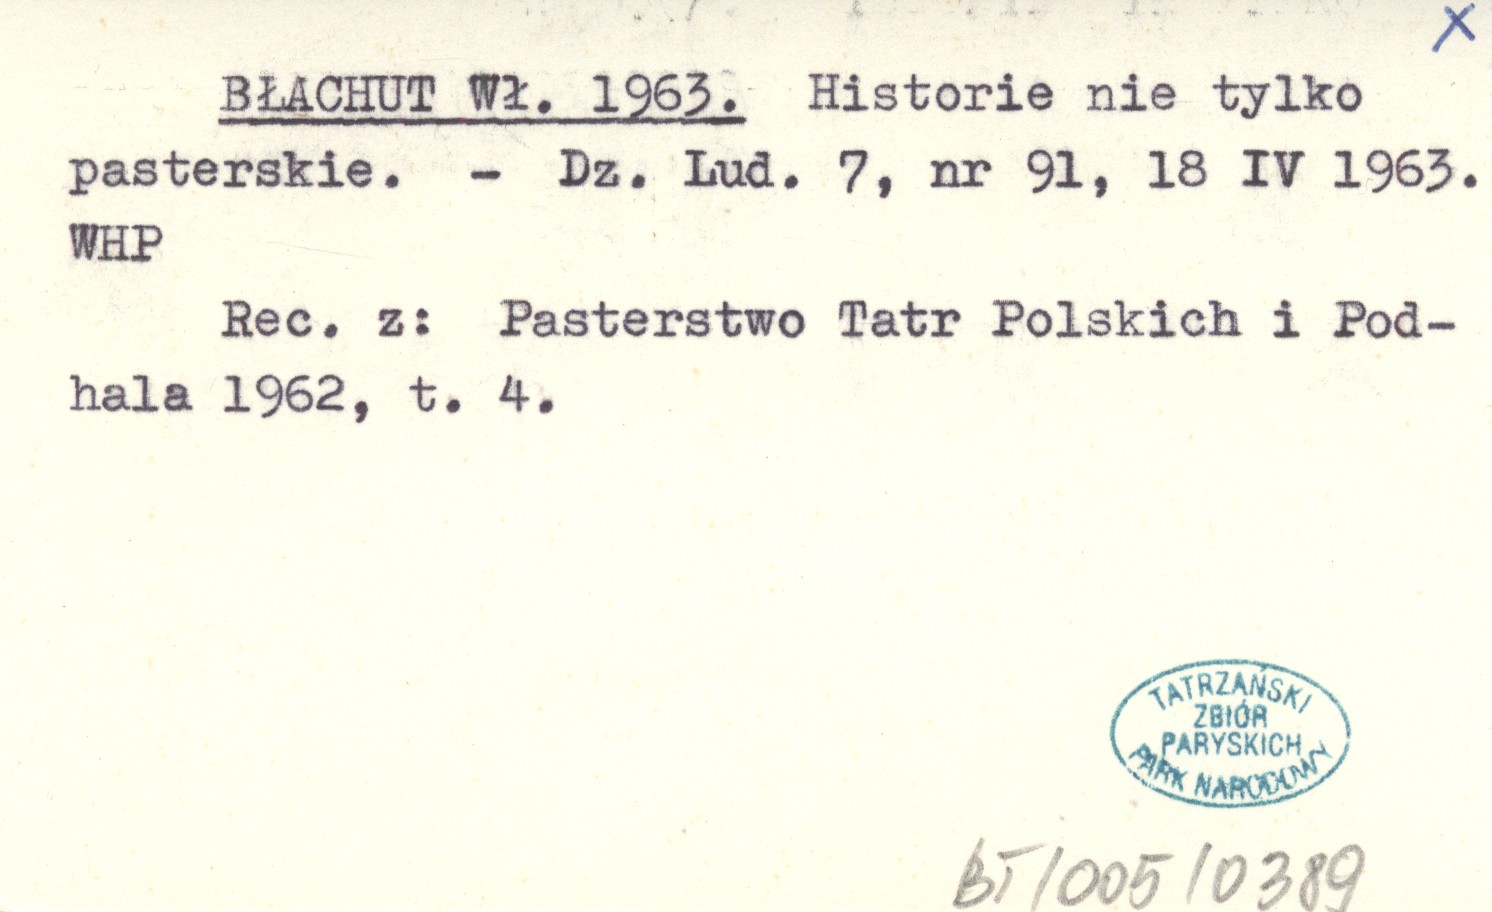 X
BŁACHUT Wł. 1963. Historie nie tylko
pasterskie. - Dz. Lud. 7, nr 91, 18 IV 1963.
WHP
Rec. z: Pasterstwo Tatr Polskich i Pod-
hala 1962, t. 4.
TATRZAŃSKI
ZBIÓR
PARYSKICH
PARK NARODOWY
BT/005/0389